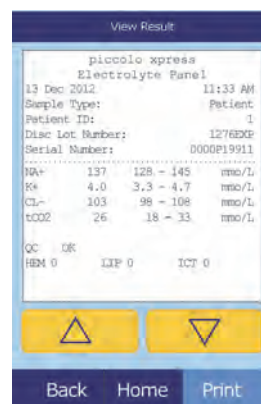 View Result
piccolo xpress
Electrolyte Panel
13 Dec 2012 11:33 AM
Sample Type: Patient
Patient ID: 1
Disc Lot Number: 1276EXP
Serial Number: 0000P19911
NA+ 137 128 - 145 mmo/L
K+ 4.0 3.3 - 4.7 mmo/L
CL- 103 98 - 108 mmo/L
tCO2 26 18 - 33 mmo/L
QC OK
HEM 0 LIP 0 ICT 0
Back Home Print